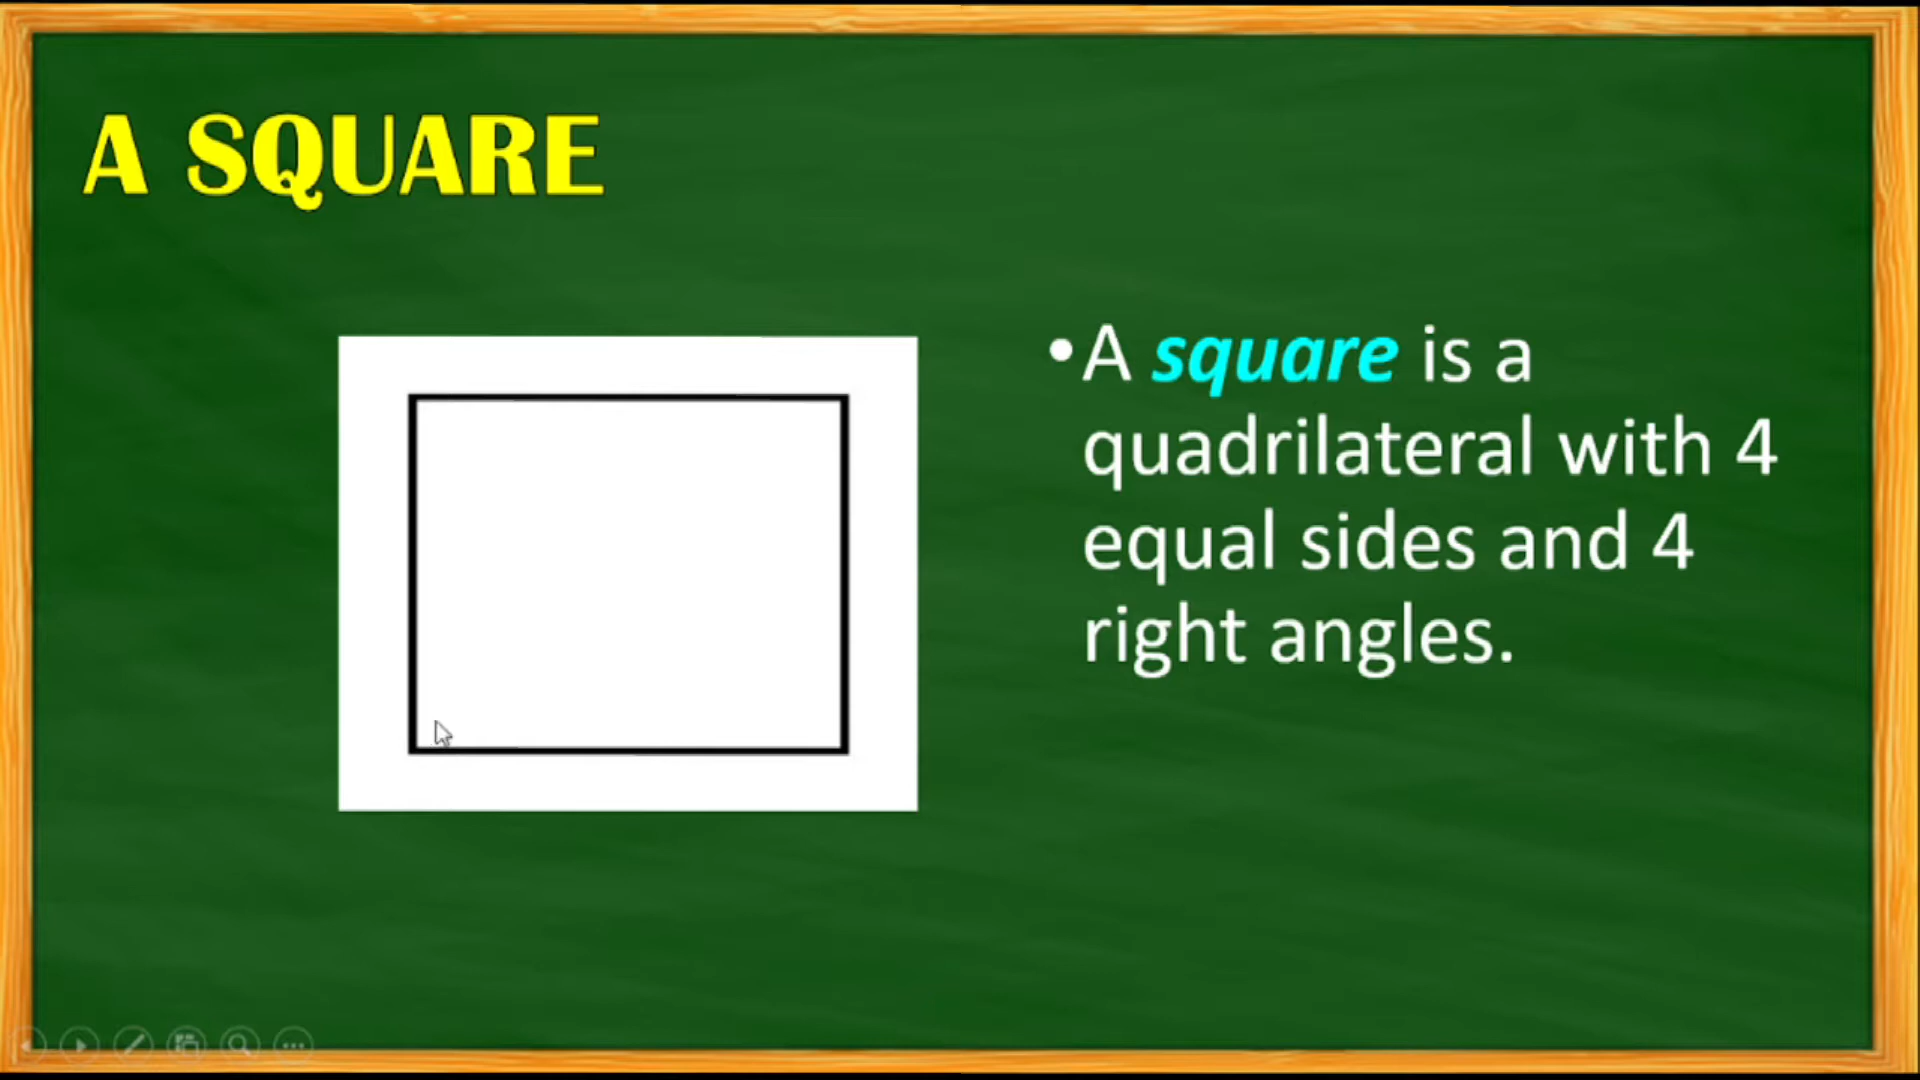 A SQUARE
•A square is a
quadrilateral with 4
equal sides and 4
right angles.